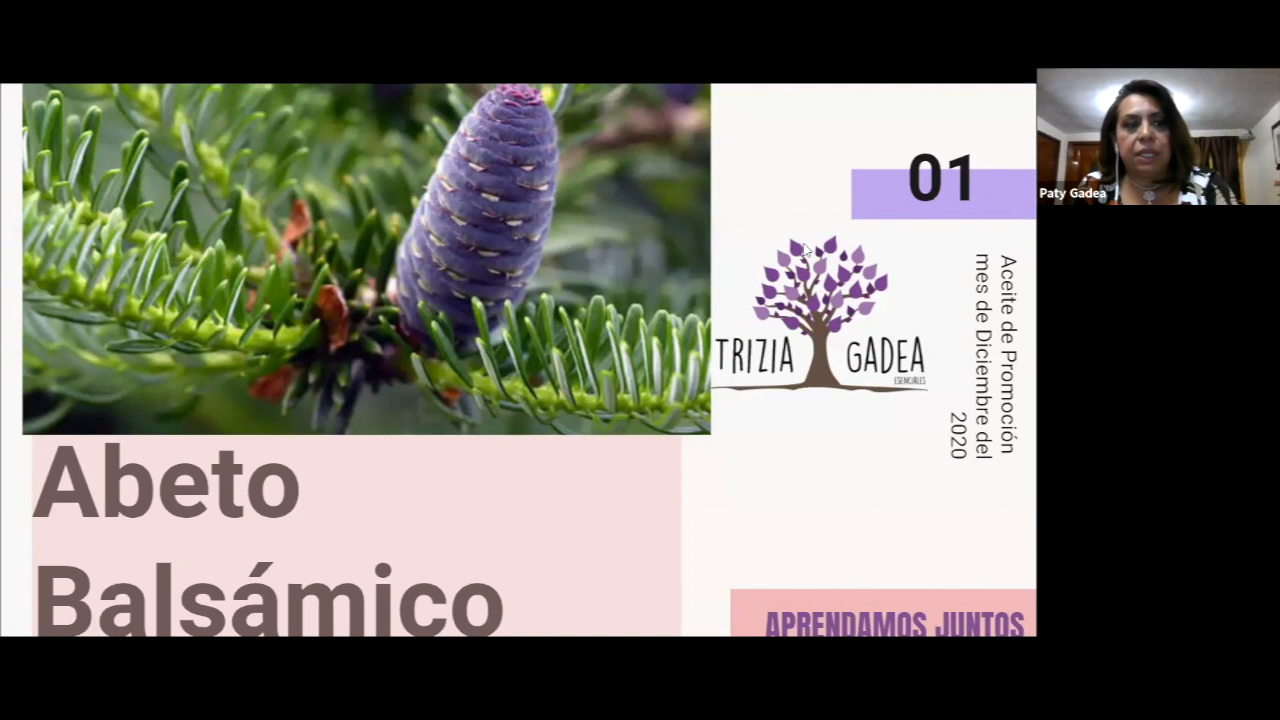 01
Aceite de Promoción
mes de Diciembre del
2020
TRIZIA GADEA
ESENCIALES
Abeto
Balsámico
APRENDAMOS JUNTOS
Paty Gadea